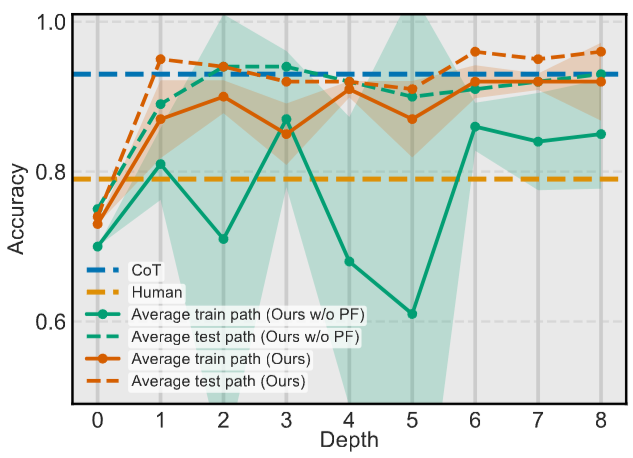 1.0
0.8
0.6
Accuracy
CoT
Human
Average train path (Ours w/o PF)
Average test path (Ours w/o PF)
Average train path (Ours)
Average test path (Ours)
0 1 2 3 4 5 6 7 8
Depth